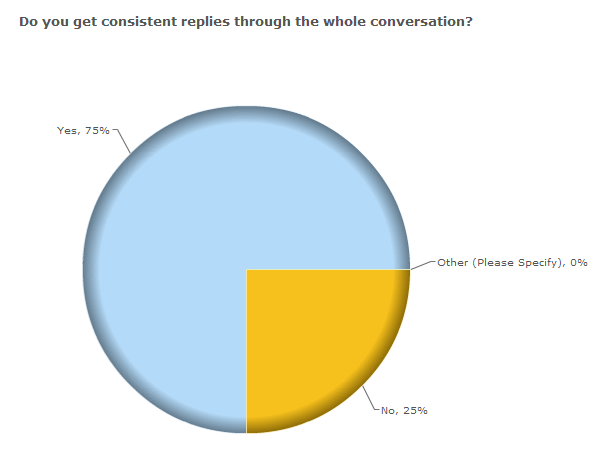 Do you get consistent replies through the whole conversation?
Yes, 75%
Other (Please Specify), 0%
No, 25%